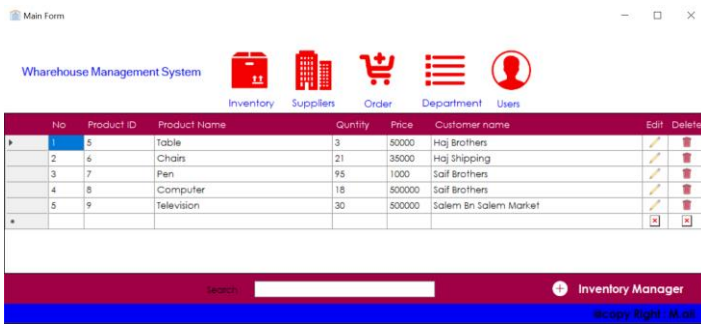 Main Form
Wharehouse Management System
Inventory Suppliers Order Department Users
No Product ID Product Name Quntity Price Customer name Edit Delete
1 5 Table 3 50000 Haj Brothers
2 6 Chairs 21 35000 Haj Shipping
3 7 Pen 95 1000 Saif Brothers
4 8 Computer 18 500000 Saif Brothers
5 9 Television 30 500000 Salem Bn Salem Market
Search
Inventory Manager
@copy Right : M.ali